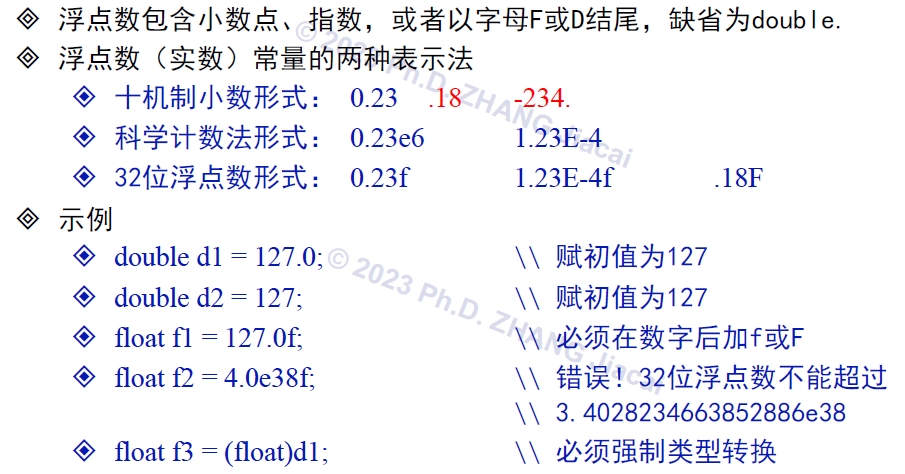 浮点数包含小数点、指数，或者以字母F或D结尾，缺省为double.
浮点数（实数）常量的两种表示法
十机制小数形式： 0.23 .18 -234.
科学计数法形式： 0.23e6 1.23E-4
32位浮点数形式： 0.23f 1.23E-4f .18F
示例
double d1 = 127.0; \\ 赋初值为127
double d2 = 127; \\ 赋初值为127
float f1 = 127.0f; \\ 必须在数字后加f或F
float f2 = 4.0e38f; \\ 错误！32位浮点数不能超过
\\ 3.4028234663852886e38
float f3 = (float)d1; \\ 必须强制类型转换
© 2023 Ph.D. ZHANG Jiacai
© 2023 Ph.D. ZHANG Jiacai